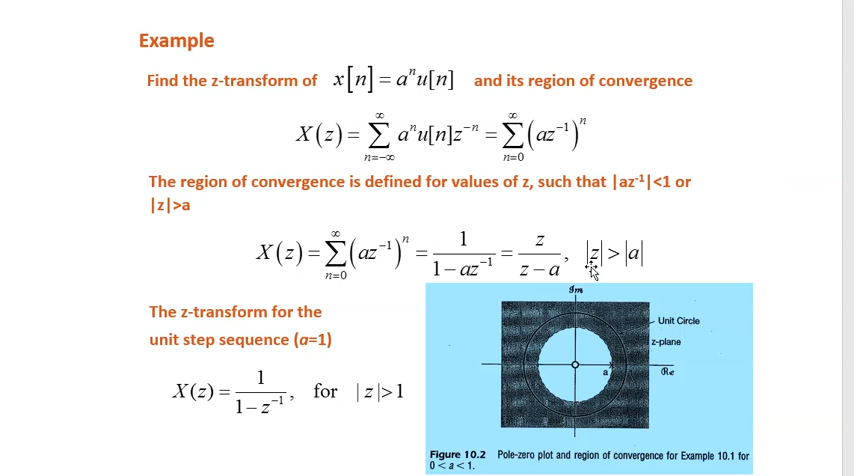 Example
Find the z-transform of x[n] = aⁿu[n] and its region of convergence
X(z) = ∑_{n=−∞}^{∞} aⁿu[n]z⁻ⁿ = ∑_{n=0}^{∞} (az⁻¹)ⁿ
The region of convergence is defined for values of z, such that |az⁻¹|<1 or
|z|>a
X(z) = ∑_{n=0}^{∞} (az⁻¹)ⁿ = 1/(1−az⁻¹) = z/(z−a), |z| > |a|
The z-transform for the
unit step sequence (a=1)
X(z) = 1/(1−z⁻¹), for |z|>1
Im
Unit Circle
z-plane
a
Re
Figure 10.2 Pole-zero plot and region of convergence for Example 10.1 for
0 < a < 1.